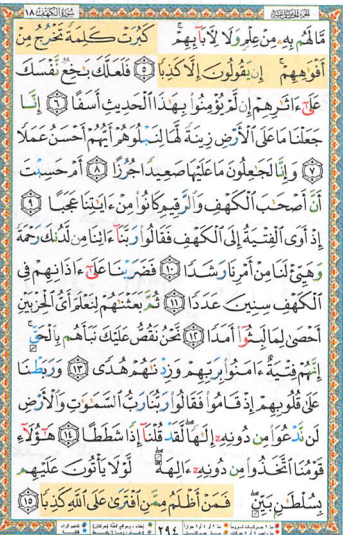 سورة الكهف ١٨
مَّا لَهُم بِهِۦ مِنْ عِلْمٍ وَلَا لِأٓبَآئِهِمْ ۚ كَبُرَتْ كَلِمَةً تَخْرُجُ مِنْ
أَفْوَٰهِهِمْ ۚ إِن يَقُولُونَ إِلَّا كَذِبًا ٥ فَلَعَلَّكَ بَٰخِعٌ نَّفْسَكَ
عَلَىٰٓ ءَاثَٰرِهِمْ إِن لَّمْ يُؤْمِنُوا۟ بِهَٰذَا ٱلْحَدِيثِ أَسَفًا ٦ إِنَّا
جَعَلْنَا مَا عَلَى ٱلْأَرْضِ زِينَةً لَّهَا لِنَبْلُوَهُمْ أَيُّهُمْ أَحْسَنُ عَمَلًا
٧ وَإِنَّا لَجَٰعِلُونَ مَا عَلَيْهَا صَعِيدًا جُرُزًا ٨ أَمْ حَسِبْتَ
أَنَّ أَصْحَٰبَ ٱلْكَهْفِ وَٱلرَّقِيمِ كَانُوا۟ مِنْ ءَايَٰتِنَا عَجَبًا ٩
إِذْ أَوَى ٱلْفِتْيَةُ إِلَى ٱلْكَهْفِ فَقَالُوا۟ رَبَّنَآ ءَاتِنَا مِن لَّدُنكَ رَحْمَةً
وَهَيِّئْ لَنَا مِنْ أَمْرِنَا رَشَدًا ١٠ فَضَرَبْنَا عَلَىٰٓ ءَاذَانِهِمْ فِى
ٱلْكَهْفِ سِنِينَ عَدَدًا ١١ ثُمَّ بَعَثْنَٰهُمْ لِنَعْلَمَ أَىُّ ٱلْحِزْبَيْنِ
أَحْصَىٰ لِمَا لَبِثُوٓا۟ أَمَدًا ١٢ نَّحْنُ نَقُصُّ عَلَيْكَ نَبَأَهُم بِٱلْحَقِّ ۚ
إِنَّهُمْ فِتْيَةٌ ءَامَنُوا۟ بِرَبِّهِمْ وَزِدْنَٰهُمْ هُدًى ١٣ وَرَبَطْنَا
عَلَىٰ قُلُوبِهِمْ إِذْ قَامُوا۟ فَقَالُوا۟ رَبُّنَا رَبُّ ٱلسَّمَٰوَٰتِ وَٱلْأَرْضِ
لَن نَّدْعُوَا۟ مِن دُونِهِۦٓ إِلَٰهًا ۖ لَّقَدْ قُلْنَآ إِذًا شَطَطًا ١٤ هَٰٓؤُلَآءِ
قَوْمُنَا ٱتَّخَذُوا۟ مِن دُونِهِۦٓ ءَالِهَةً ۖ لَّوْلَا يَأْتُونَ عَلَيْهِم
بِسُلْطَٰنٍۭ بَيِّنٍ ۖ فَمَنْ أَظْلَمُ مِمَّنِ ٱفْتَرَىٰ عَلَى ٱللَّهِ كَذِبًا ١٥
٢٩٤